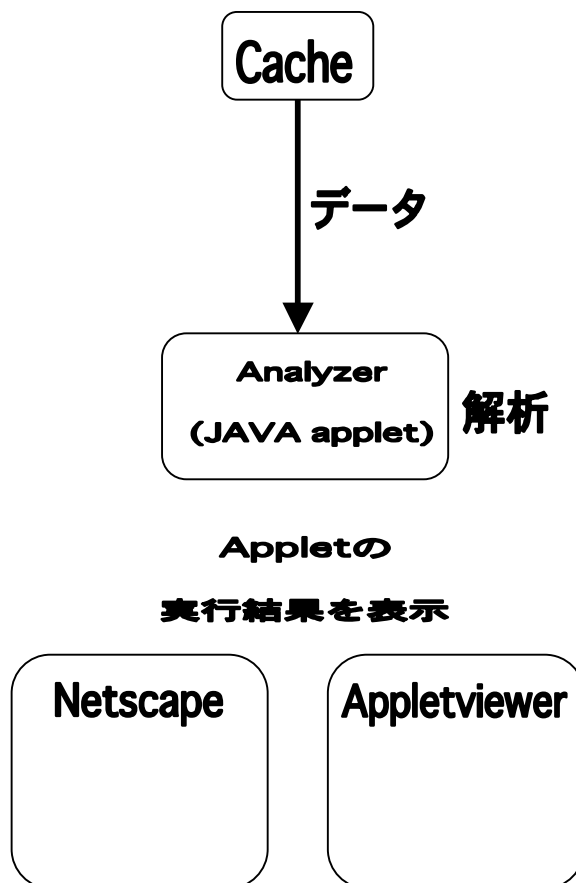 Cache
データ
Analyzer
(JAVA applet)
解析
Appletの
実行結果を表示
Netscape
Appletviewer